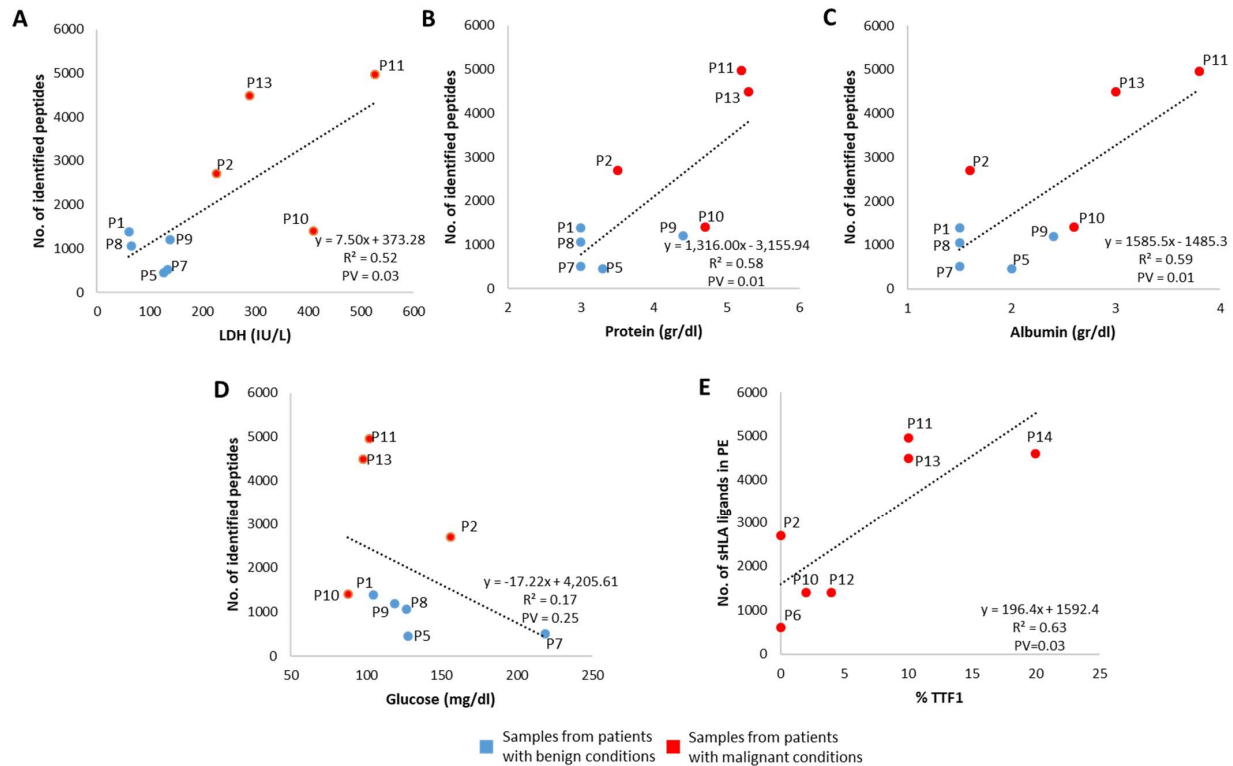 A
No. of identified peptides
6000
5000
4000
3000
2000
1000
0
P11
P13
P2
P10
P1
P8
P9
P7
P5
y = 7.50x + 373.28
R² = 0.52
PV = 0.03
0 100 200 300 400 500 600
LDH (IU/L)
B
No. of identified peptides
6000
5000
4000
3000
2000
1000
0
P11
P13
P2
P1
P9
P10
P8
P7
P5
y = 1,316.00x - 3,155.94
R² = 0.58
PV = 0.01
2 3 4 5 6
Protein (gr/dl)
C
No. of identified peptides
6000
5000
4000
3000
2000
1000
0
P11
P13
P2
P1
P9
P10
P8
P7
P5
y = 1585.5x - 1485.3
R² = 0.59
PV = 0.01
1 2 3 4
Albumin (gr/dl)
D
No. of identified peptides
6000
5000
4000
3000
2000
1000
0
P11
P13
P2
P10
P1
P9
P8
P5
P7
y = -17.22x + 4,205.61
R² = 0.17
PV = 0.25
50 100 150 200 250
Glucose (mg/dl)
E
No. of sHLA ligands in PE
6000
5000
4000
3000
2000
1000
0
P11
P13
P14
P2
P10
P12
P6
y = 196.4x + 1592.4
R² = 0.63
PV=0.03
0 5 10 15 20 25
% TTF1
Samples from patients
with benign conditions
Samples from patients
with malignant conditions